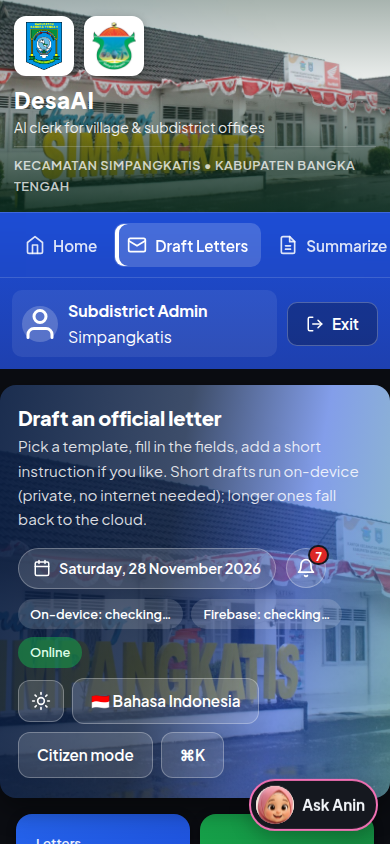 DesaAI
AI clerk for village & subdistrict offices
KECAMATAN SIMPANGKATIS • KABUPATEN BANGKA
TENGAH
Home
Draft Letters
Summarize
Subdistrict Admin
Simpangkatis
Exit
Draft an official letter
Pick a template, fill in the fields, add a short
instruction if you like. Short drafts run on-device
(private, no internet needed); longer ones fall
back to the cloud.
Saturday, 28 November 2026
7
On-device: checking…
Firebase: checking…
Online
🇮🇩 Bahasa Indonesia
Citizen mode
⌘K
Ask Anin
Letters